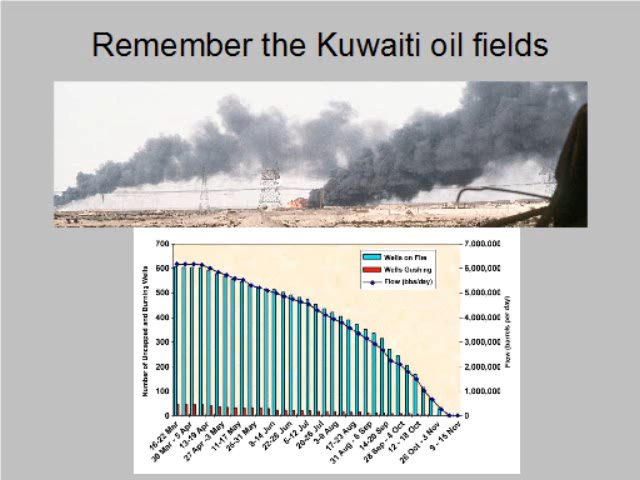 Remember the Kuwaiti oil fields
Number of Uncapped and Burning Wells
700
600
500
400
300
200
100
0
Wells on Fire
Wells Gushing
Flow (bbs/day)
7,000,000
6,000,000
5,000,000
4,000,000
3,000,000
2,000,000
1,000,000
0
Flow (barrels per day)
16-22 Mar
30 Mar - 5 Apr
13-19 Apr
27 Apr -3 May
11-17 May
25-31 May
8-14 Jun
22-28 Jun
6-12 Jul
20-26 Jul
3-9 Aug
17-23 Aug
31 Aug - 6 Sep
14-20 Sep
28 Sep - 4 Oct
12 - 18 Oct
26 Oct - 3 Nov
9 - 15 Nov